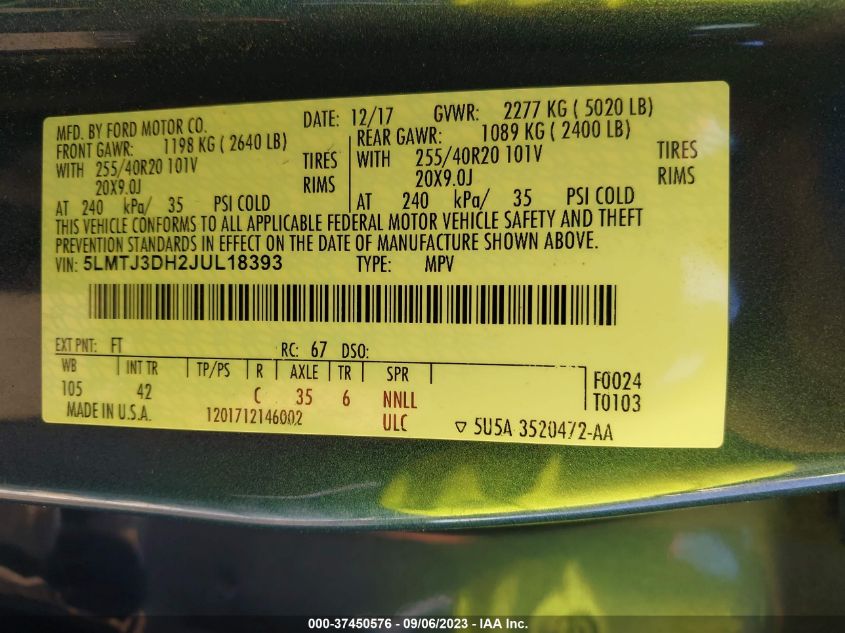 MFD. BY FORD MOTOR CO. DATE: 12/17 GVWR: 2277 KG ( 5020 LB)
FRONT GAWR: 1198 KG ( 2640 LB) REAR GAWR: 1089 KG ( 2400 LB)
WITH 255/40R20 101V TIRES WITH 255/40R20 101V TIRES
20X9.0J RIMS 20X9.0J RIMS
AT 240 kPa/ 35 PSI COLD AT 240 kPa/ 35 PSI COLD
THIS VEHICLE CONFORMS TO ALL APPLICABLE FEDERAL MOTOR VEHICLE SAFETY AND THEFT
PREVENTION STANDARDS IN EFFECT ON THE DATE OF MANUFACTURE SHOWN ABOVE.
VIN: 5LMTJ3DH2JUL18393 TYPE: MPV
EXT PNT: FT RC: 67 DSO:
WB INT TR TP/PS R AXLE TR SPR F0024
105 42 C 35 6 NNLL T0103
MADE IN U.S.A. 1201712146002 ULC ▽ 5U5A 3520472-AA
000-37450576 - 09/06/2023 - IAA Inc.